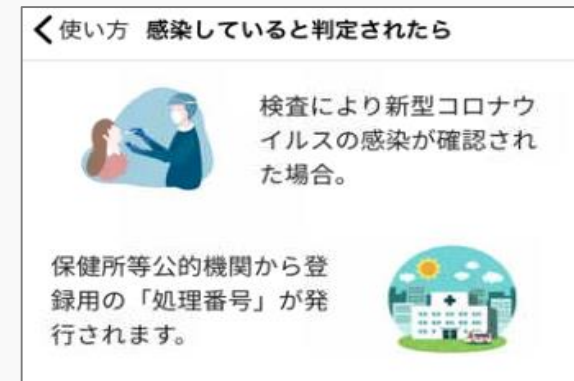 使い方 感染していると判定されたら
検査により新型コロナウ
イルスの感染が確認され
た場合。
保健所等公的機関から登
録用の「処理番号」が発
行されます。